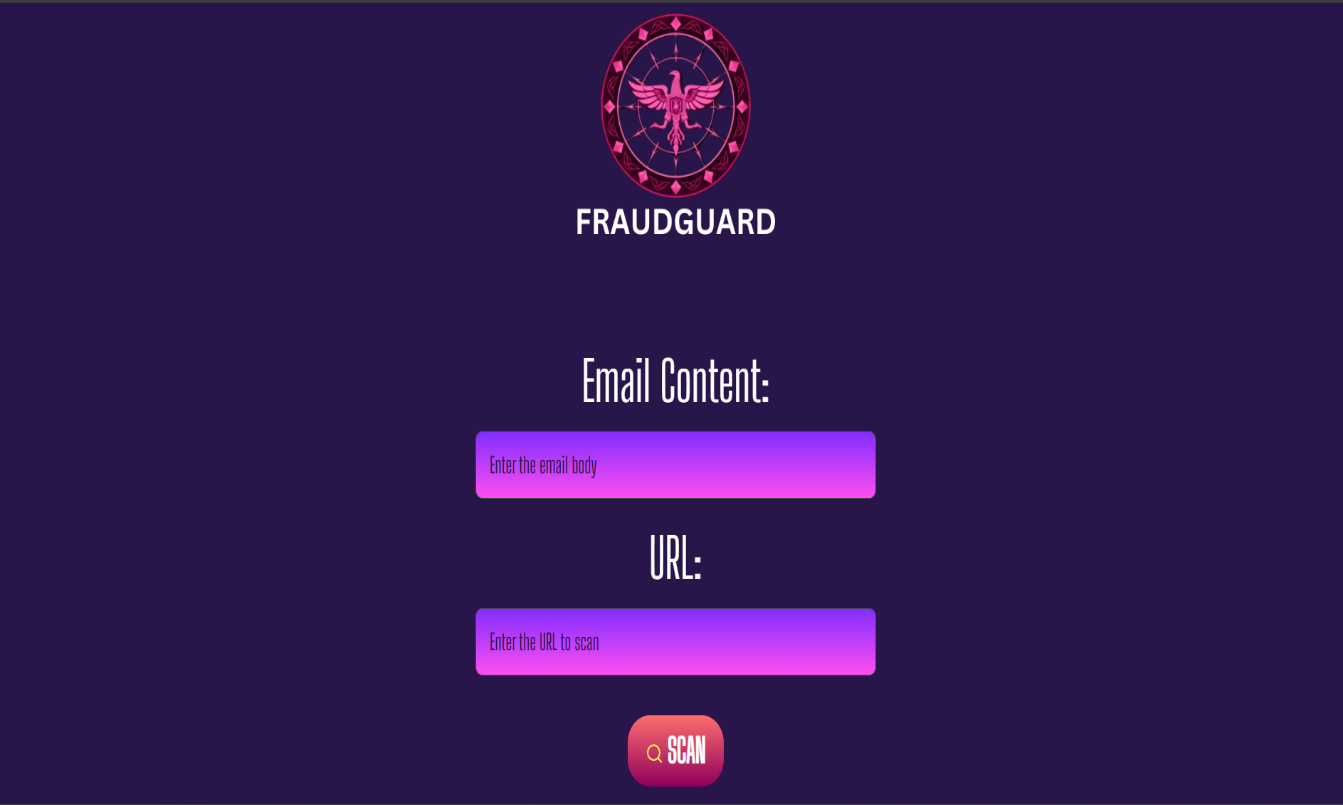 FRAUDGUARD
Email Content:
Enter the email body
URL:
Enter the URL to scan
SCAN